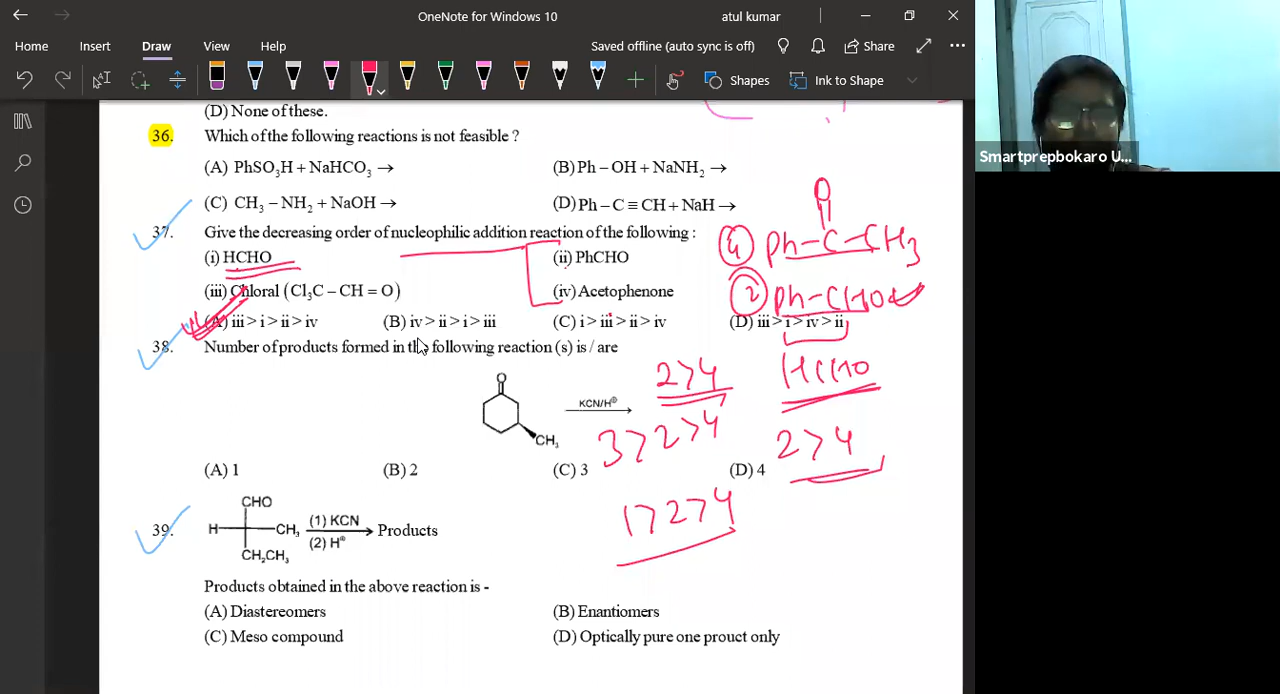 OneNote for Windows 10
atul kumar
Home Insert Draw View Help
Saved offline (auto sync is off)
Share
Shapes
Ink to Shape
Smartprepbokaro U...
(D) None of these.
36. Which of the following reactions is not feasible ?
(A) PhSO₃H + NaHCO₃ → (B) Ph – OH + NaNH₂ →
(C) CH₃ – NH₂ + NaOH → (D) Ph – C ≡ CH + NaH →
37. Give the decreasing order of nucleophilic addition reaction of the following :
(i) HCHO (ii) PhCHO
(iii) Chloral (Cl₃C – CH = O) (iv) Acetophenone
(A) iii > i > ii > iv (B) iv > ii > i > iii (C) i > iii > ii > iv (D) iii > i > iv > ii
4 Ph–C–CH3
2 Ph–CHO
38. Number of products formed in the following reaction (s) is / are
O
KCN/H⊕
CH₃
2>4
HCHO
3>2>4
2>4
(A) 1 (B) 2 (C) 3 (D) 4
1>2>4
39.
CHO
H CH₃ (1) KCN (2) H⊕ Products
CH₂CH₃
Products obtained in the above reaction is -
(A) Diastereomers (B) Enantiomers
(C) Meso compound (D) Optically pure one prouct only